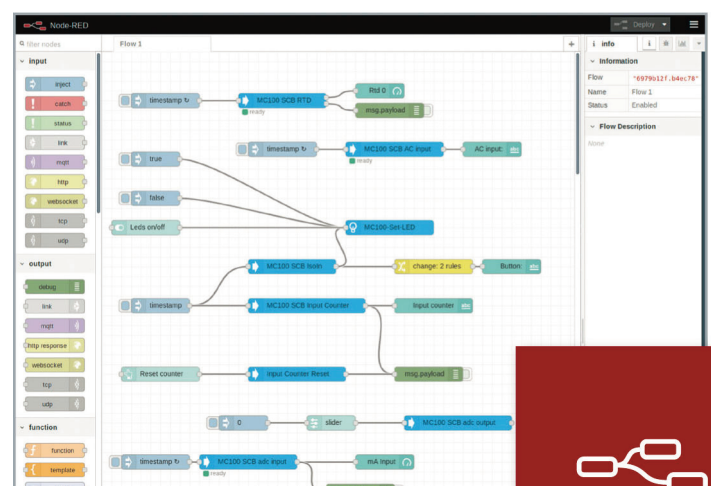 Node-RED
Deploy
filter nodes
Flow 1
+
i info
i
input
inject
catch
status
link
mqtt
http
websocket
tcp
udp
output
debug
link
mqtt
http response
websocket
tcp
udp
function
f function
template
timestamp ↻
MC100 SCB RTD
ready
Rtd 0
msg.payload
timestamp ↻
MC100 SCB AC input
ready
AC input: abc
true
false
Leds on/off
MC100-Set-LED
MC100 SCB IsoIn
change: 2 rules
Button: abc
timestamp
MC100 SCB Input Counter
Input counter abc
Reset counter
Input Counter Reset
msg.payload
0
slider
MC100 SCB adc output
timestamp ↻
MC100 SCB adc input
ready
mA Input:
Information
Flow "6979b12f.b4ec78"
Name Flow 1
Status Enabled
Flow Description
None